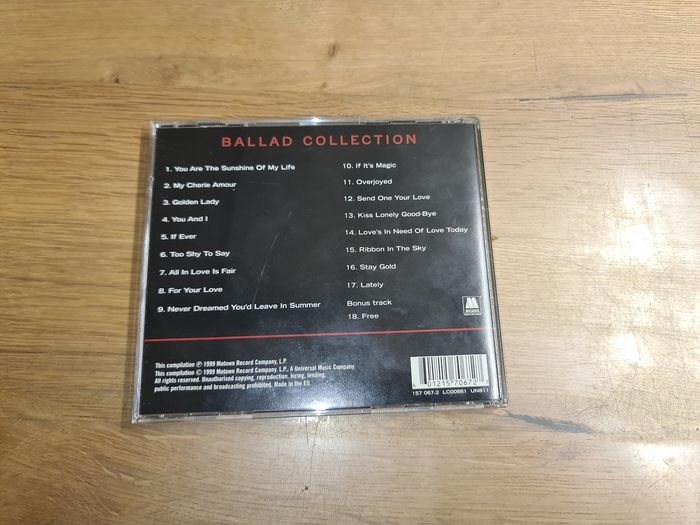 BALLAD COLLECTION
1. You Are The Sunshine Of My Life
2. My Cherie Amour
3. Golden Lady
4. You And I
5. If Ever
6. Too Shy To Say
7. All In Love Is Fair
8. For Your Love
9. Never Dreamed You'd Leave In Summer
10. If It's Magic
11. Overjoyed
12. Send One Your Love
13. Kiss Lonely Good-Bye
14. Love's In Need Of Love Today
15. Ribbon In The Sky
16. Stay Gold
17. Lately
Bonus track
18. Free
M
This compilation ℗ 1999 Motown Record Company, L.P.
This compilation © 1999 Motown Record Company, L.P. A Universal Music Company.
All rights reserved. Unauthorised copying, reproduction, hiring, lending,
public performance and broadcasting prohibited. Made in the EU.
157 067-2 LC00881 UN811